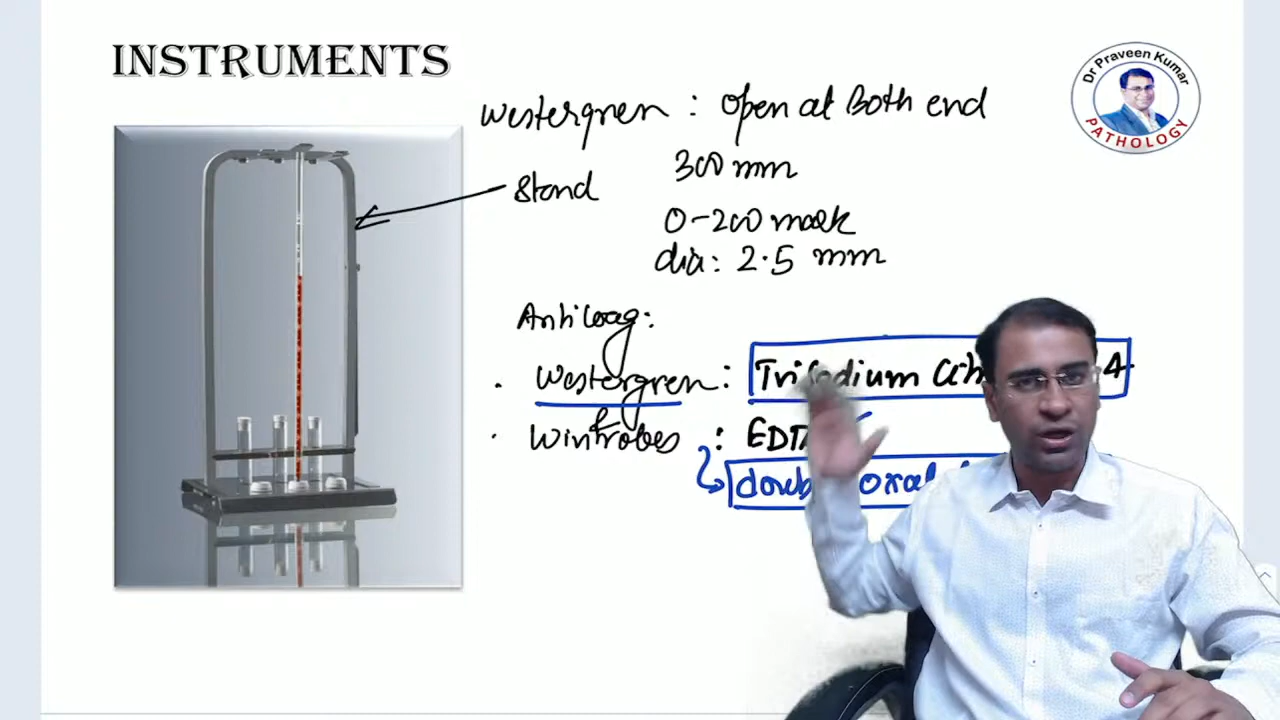 INSTRUMENTS
Dr Praveen Kumar
PATHOLOGY
Westergren : Open at Both end
Stand
300 mm
0-200 mark
dia: 2.5 mm
Anticoag:
• Westergren : Trisodium 4
&
• Wintrobes : EDTA